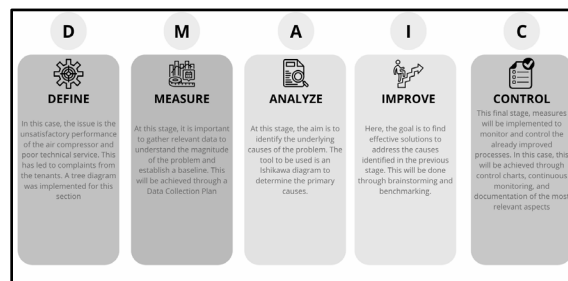 D
M
A
I
C
DEFINE
In this case, the issue is the
unsatisfactory performance
of the air compressor and
poor technical service. This
has led to complaints from
the tenants. A tree diagram
was implemented for this
section
MEASURE
At this stage, it is important
to gather relevant data to
understand the magnitude
of the problem and
establish a baseline. This
will be achieved through a
Data Collection Plan
ANALYZE
At this stage, the aim is to
identify the underlying
causes of the problem. The
tool to be used is an
Ishikawa diagram to
determine the primary
causes.
IMPROVE
Here, the goal is to find
effective solutions to
address the causes
identified in the previous
stage. This will be done
through brainstorming and
benchmarking.
CONTROL
This final stage, measures
will be implemented to
monitor and control the
already improved
processes. In this case, this
will be achieved through
control charts, continuous
monitoring, and
documentation of the most
relevant aspects